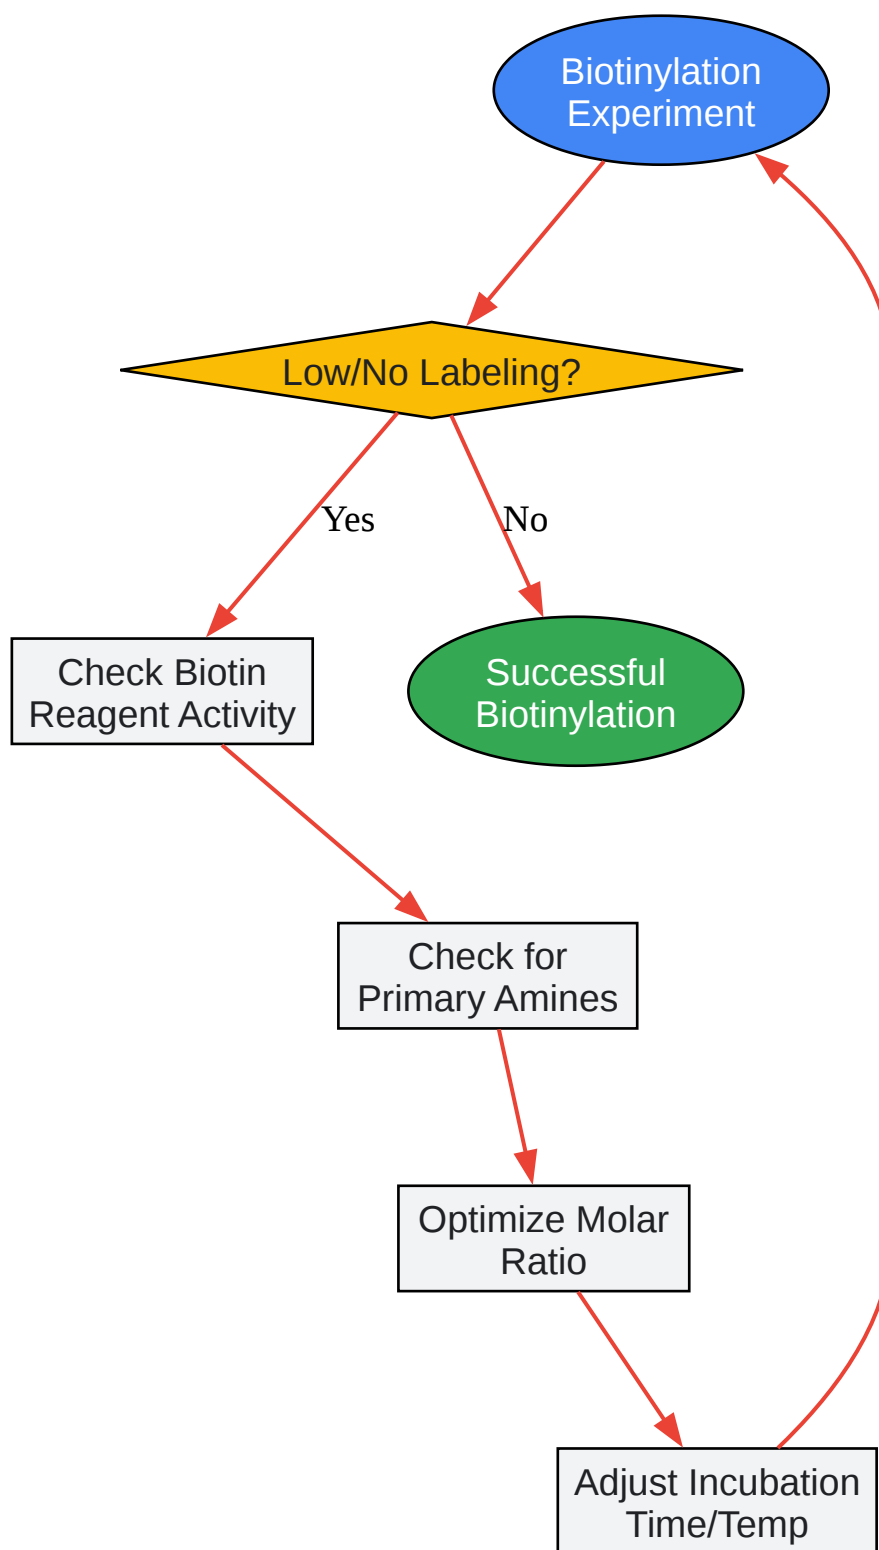 Biotinylation
Experiment
Low/No Labeling?
Yes
No
Check Biotin
Reagent Activity
Successful
Biotinylation
Check for
Primary Amines
Optimize Molar
Ratio
Adjust Incubation
Time/Temp